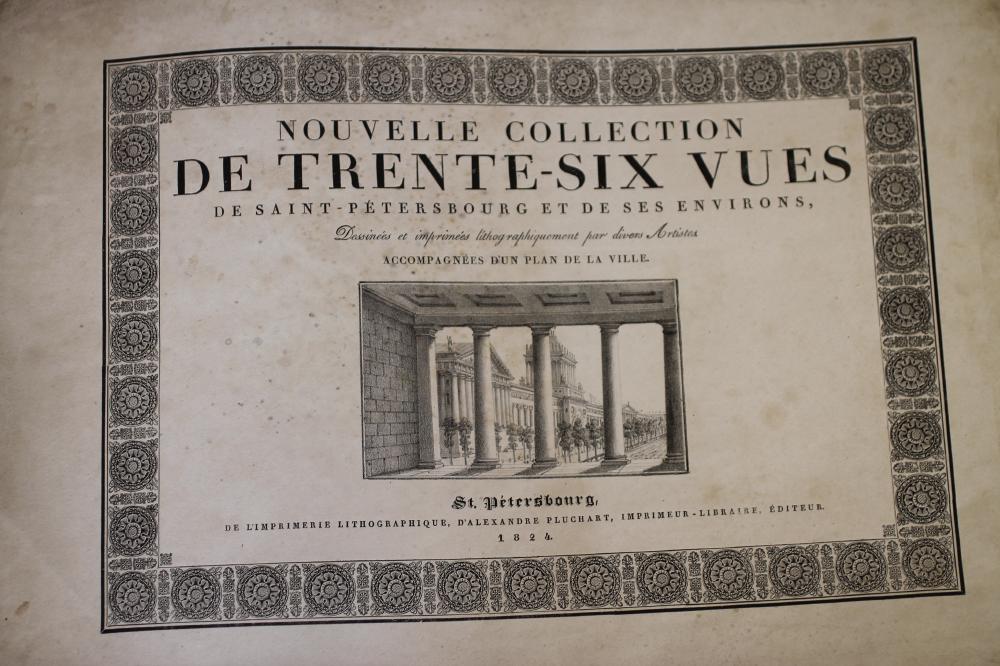 NOUVELLE COLLECTION
DE TRENTE-SIX VUES
DE SAINT-PÉTERSBOURG ET DE SES ENVIRONS,
Dessinées et imprimées lithographiquement par divers Artistes
ACCOMPAGNÉES D'UN PLAN DE LA VILLE.
St. Pétersbourg,
DE L'IMPRIMERIE LITHOGRAPHIQUE, D'ALEXANDRE PLUCHART, IMPRIMEUR-LIBRAIRE, ÉDITEUR.
1824.